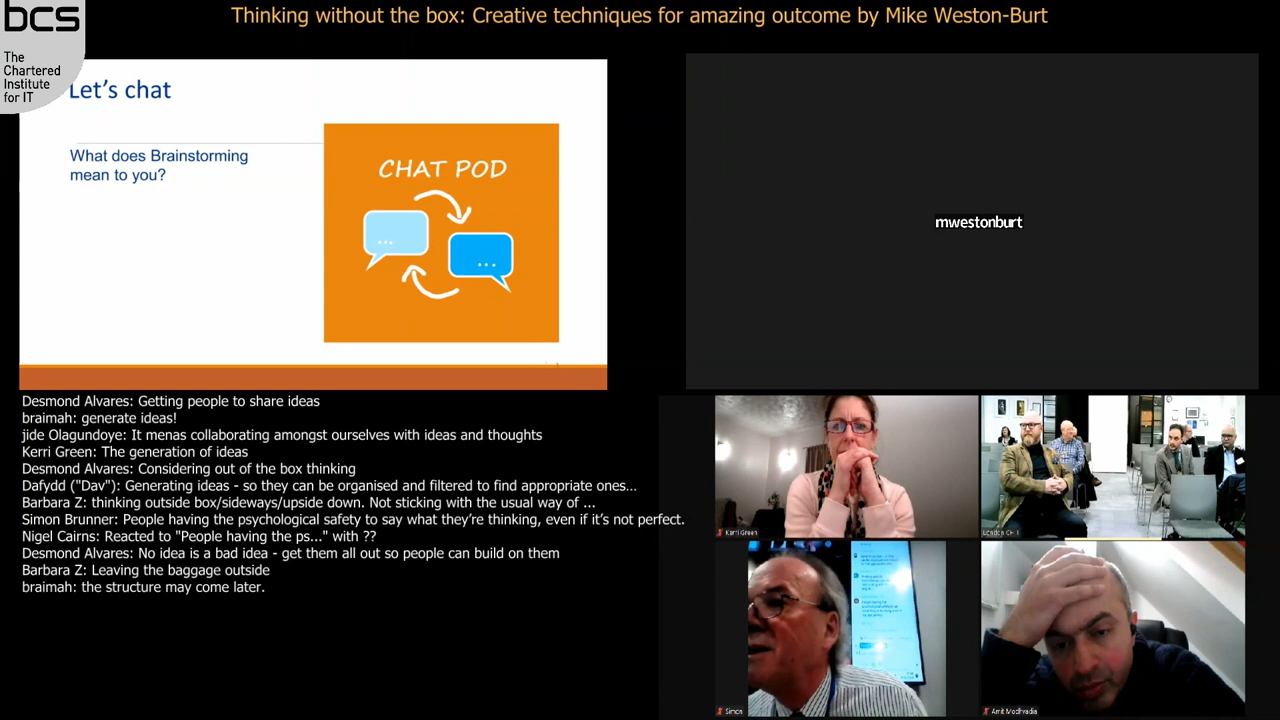 Thinking without the box: Creative techniques for amazing outcome by Mike Weston-Burt
bcs
The
Chartered
Institute
for IT
Let's chat
What does Brainstorming
mean to you?
CHAT POD
mwestonburt
Desmond Alvares: Getting people to share ideas
braimah: generate ideas!
jide Olagundoye: It menas collaborating amongst ourselves with ideas and thoughts
Kerri Green: The generation of ideas
Desmond Alvares: Considering out of the box thinking
Dafydd ("Dav"): Generating ideas - so they can be organised and filtered to find appropriate ones...
Barbara Z: thinking outside box/sideways/upside down. Not sticking with the usual way of ...
Simon Brunner: People having the psychological safety to say what they're thinking, even if it's not perfect.
Nigel Cairns: Reacted to "People having the ps..." with ??
Desmond Alvares: No idea is a bad idea - get them all out so people can build on them
Barbara Z: Leaving the baggage outside
braimah: the structure may come later.
Kerri Green
London
Simon
Amit Modhvadia